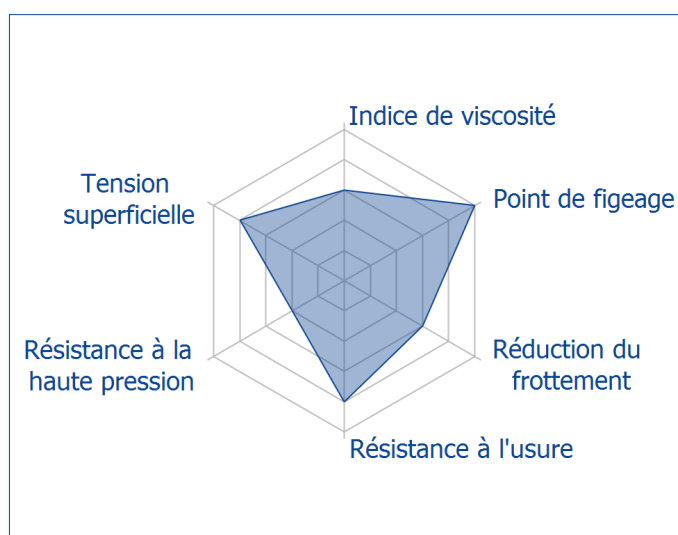 Indice de viscosité
Tension
superficielle
Point de figeage
Résistance à la
haute pression
Réduction du
frottement
Résistance à l'usure